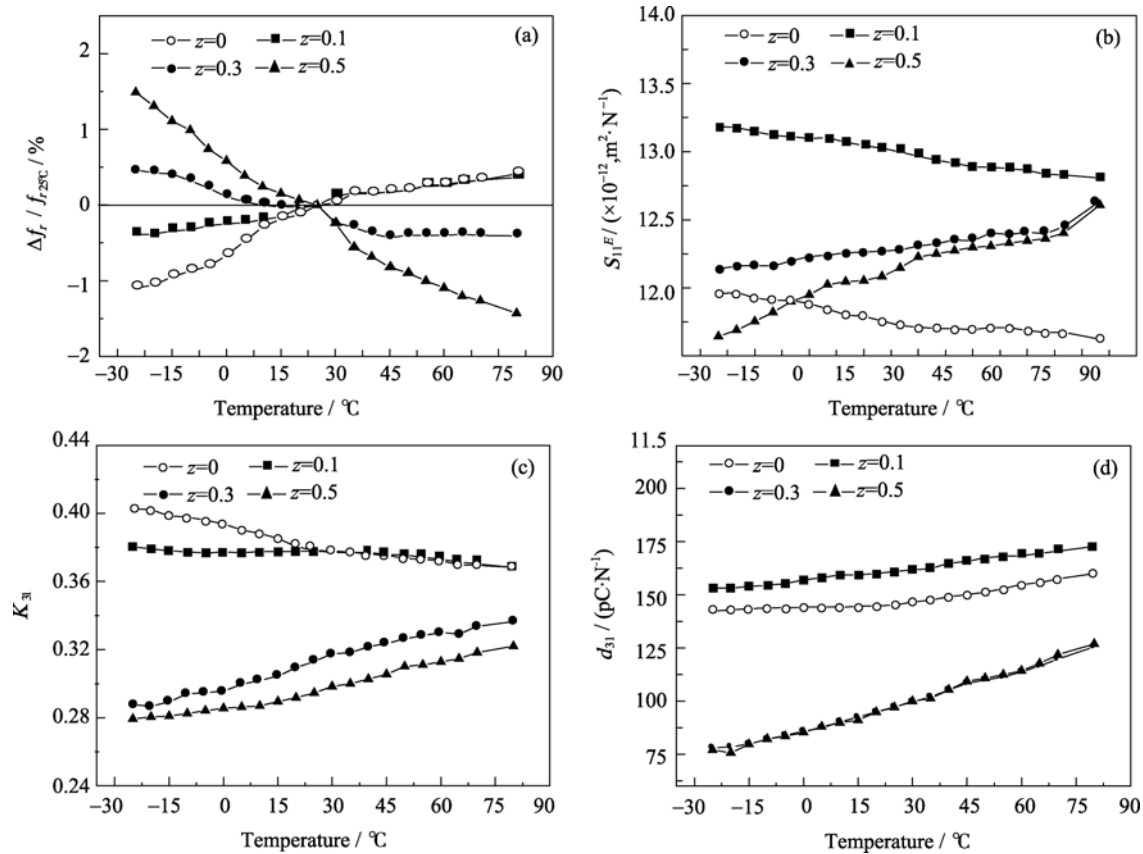 (a)
z=0 z=0.1
z=0.3 z=0.5
2
1
0
−1
−2
Δf_r / f_r25℃ / %
−30 −15 0 15 30 45 60 75 90
Temperature / ℃
(b)
z=0 z=0.1
z=0.3 z=0.5
14.0
13.5
13.0
12.5
12.0
S₁₁ᴱ / (×10⁻¹²,m²·N⁻¹)
−30 −15 0 15 30 45 60 75 90
Temperature / ℃
(c)
z=0 z=0.1
z=0.3 z=0.5
0.44
0.40
0.36
0.32
0.28
0.24
K₃₁
−30 −15 0 15 30 45 60 75 90
Temperature / ℃
(d)
z=0 z=0.1
z=0.3 z=0.5
11.5
200
175
150
125
100
75
d₃₁ / (pC·N⁻¹)
−30 −15 0 15 30 45 60 75 90
Temperature / ℃